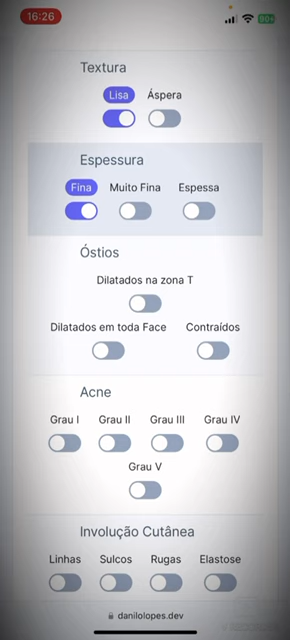 16:26
90+
Textura
Lisa Áspera
Espessura
Fina Muito Fina Espessa
Óstios
Dilatados na zona T
Dilatados em toda Face Contraídos
Acne
Grau I Grau II Grau III Grau IV
Grau V
Involução Cutânea
Linhas Sulcos Rugas Elastose
danilolopes.dev